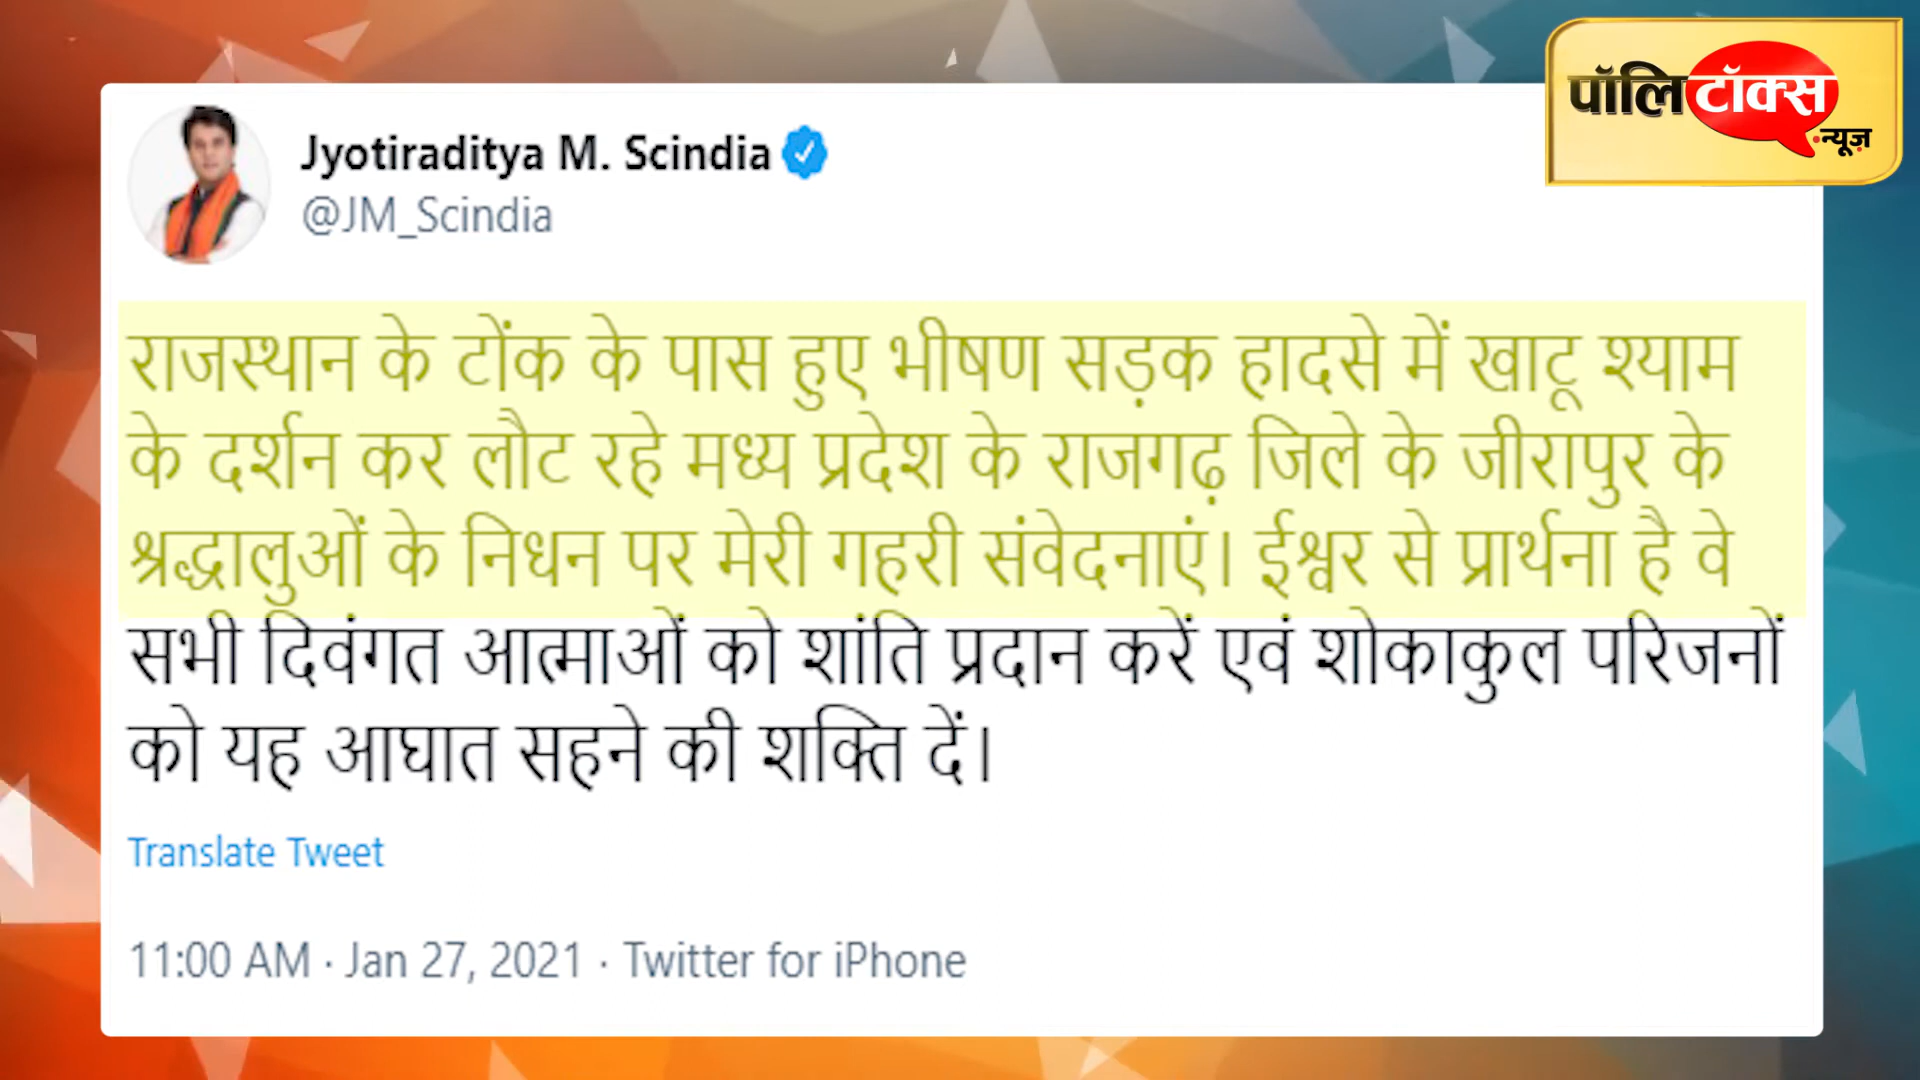 पॉलिटॉक्स
.न्यूज़
Jyotiraditya M. Scindia
@JM_Scindia
राजस्थान के टोंक के पास हुए भीषण सड़क हादसे में खाटू श्याम
के दर्शन कर लौट रहे मध्य प्रदेश के राजगढ़ जिले के जीरापुर के
श्रद्धालुओं के निधन पर मेरी गहरी संवेदनाएं। ईश्वर से प्रार्थना है वे
सभी दिवंगत आत्माओं को शांति प्रदान करें एवं शोकाकुल परिजनों
को यह आघात सहने की शक्ति दें।
Translate Tweet
11:00 AM · Jan 27, 2021 · Twitter for iPhone